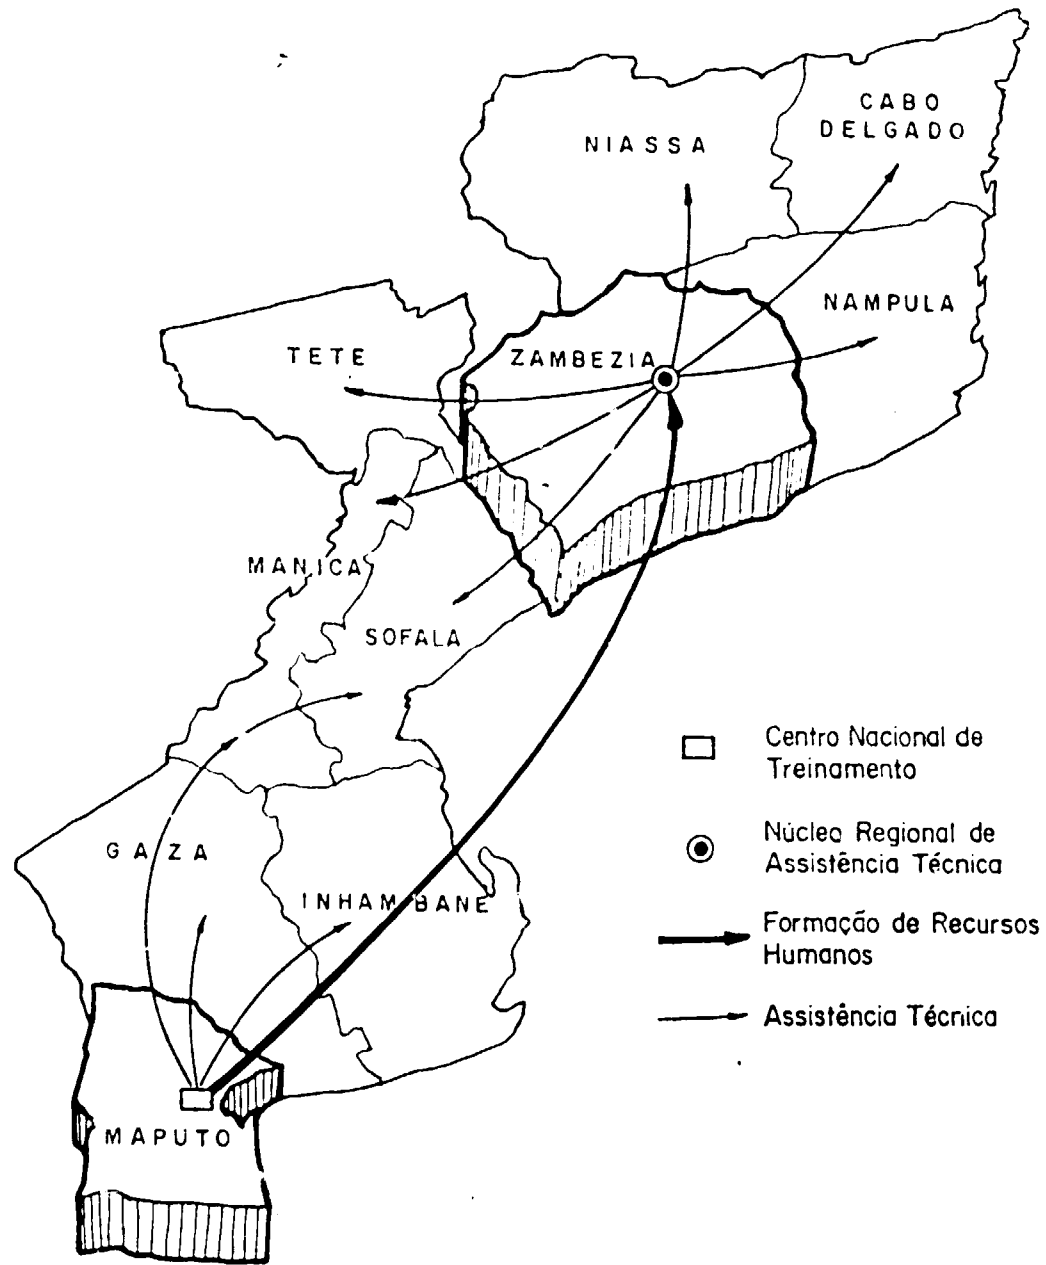 CABO
DELGADO
NIASSA
NAMPULA
TETE
ZAMBEZIA
MANICA
SOFALA
GAZA
INHAMBANE
MAPUTO
Centro Nacional de
Treinamento
Núcleo Regional de
Assistência Técnica
Formação de Recursos
Humanos
Assistência Técnica